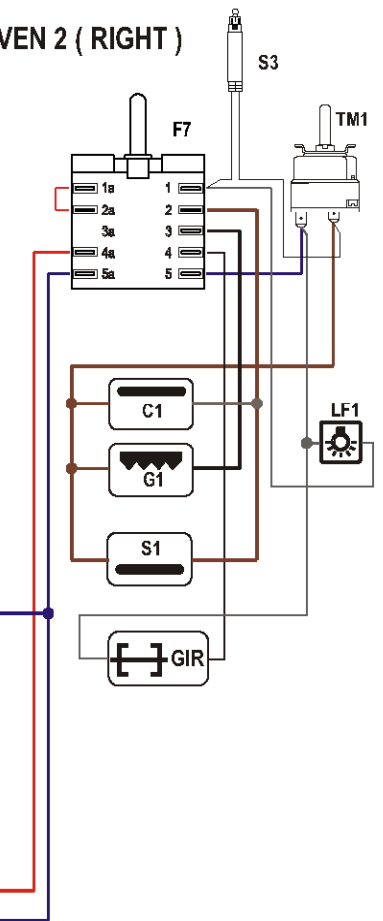 VEN 2 ( RIGHT )
S3
F7
TM1
1a 1
2a 2
3a 3
4a 4
5a 5
C1
LF1
G1
S1
GIR